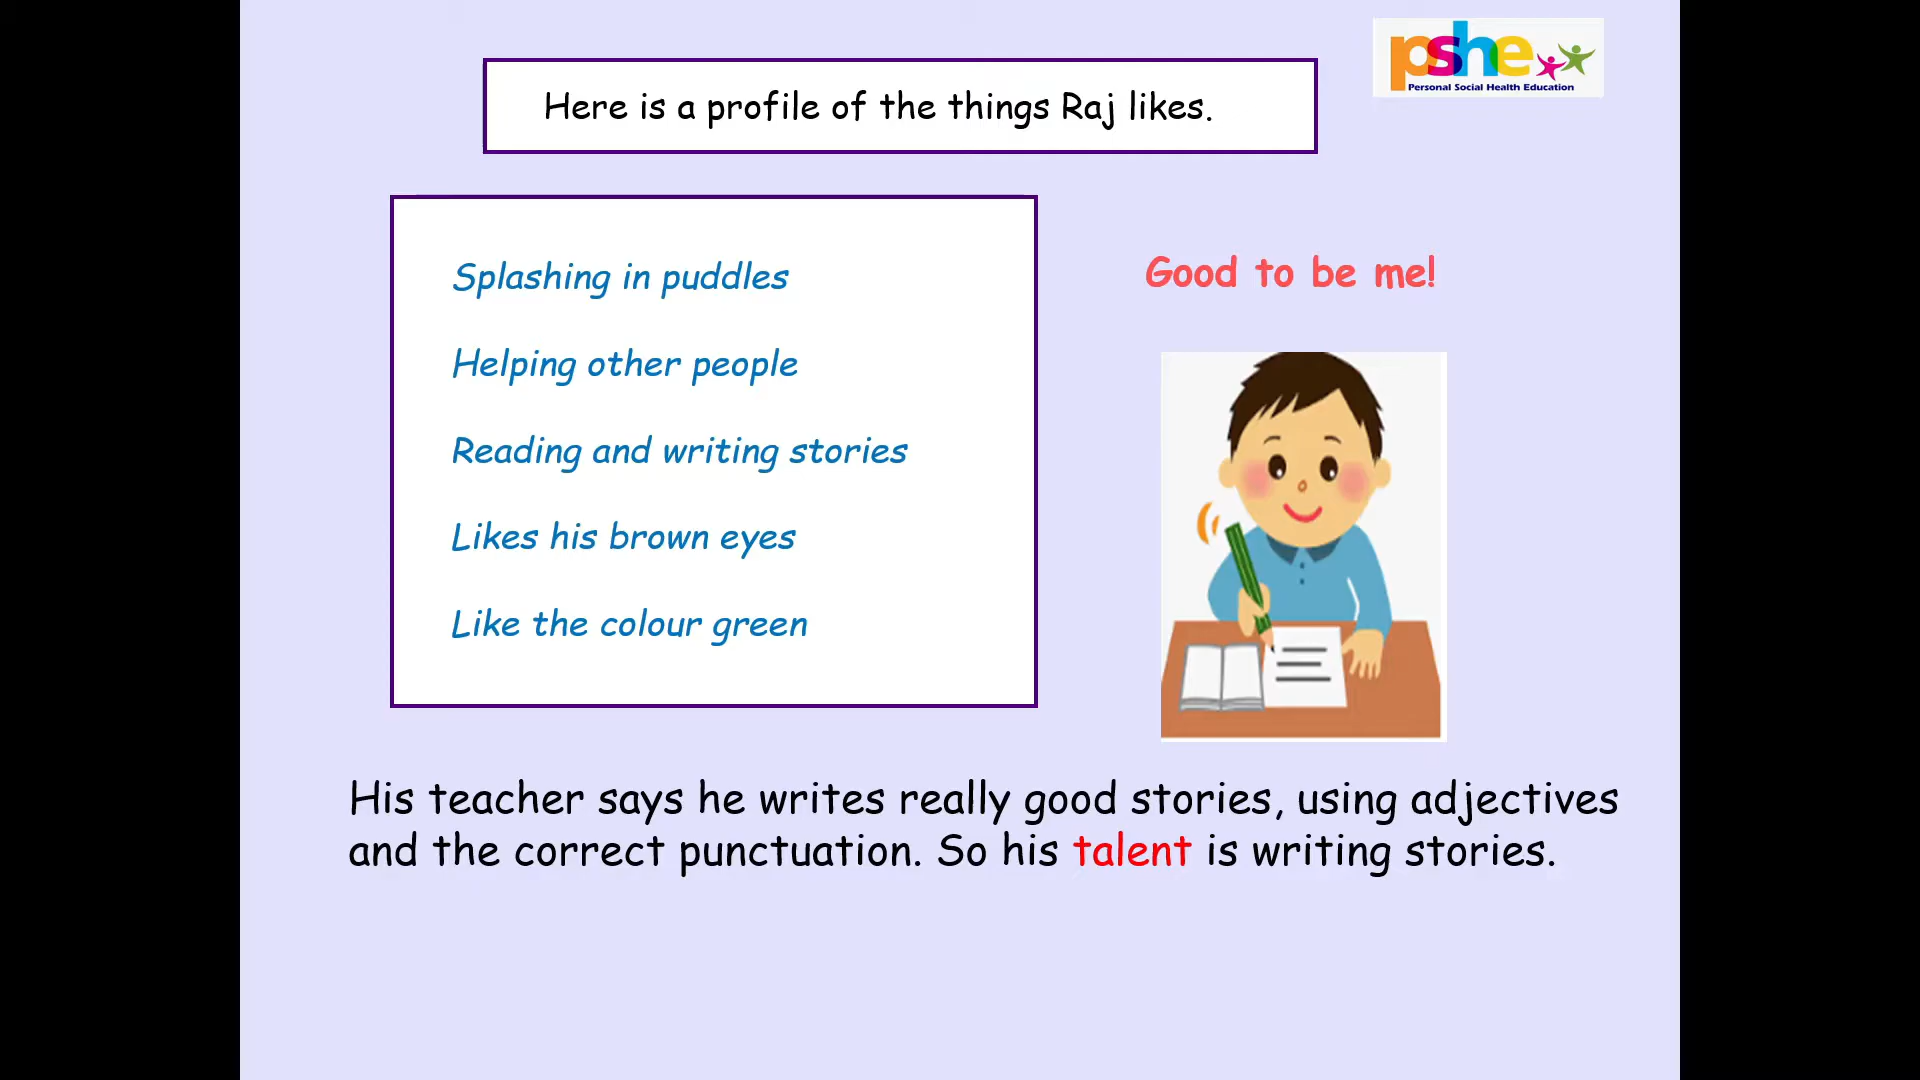 pshe
Personal Social Health Education
Here is a profile of the things Raj likes.
Splashing in puddles
Helping other people
Reading and writing stories
Likes his brown eyes
Like the colour green
Good to be me!
His teacher says he writes really good stories, using adjectives
and the correct punctuation. So his talent is writing stories.